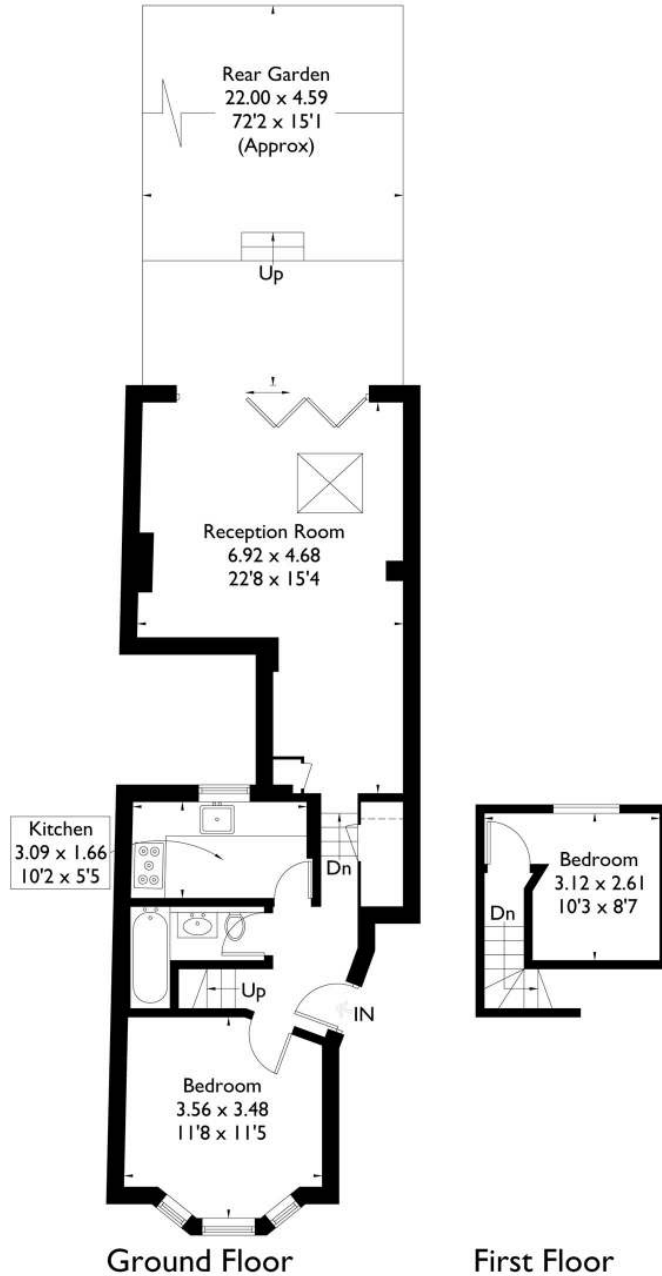 Rear Garden
22.00 x 4.59
72'2 x 15'1
(Approx)
Up
Reception Room
6.92 x 4.68
22'8 x 15'4
Kitchen
3.09 x 1.66
10'2 x 5'5
Dn
Up
IN
Bedroom
3.56 x 3.48
11'8 x 11'5
Ground Floor
Bedroom
3.12 x 2.61
10'3 x 8'7
Dn
First Floor